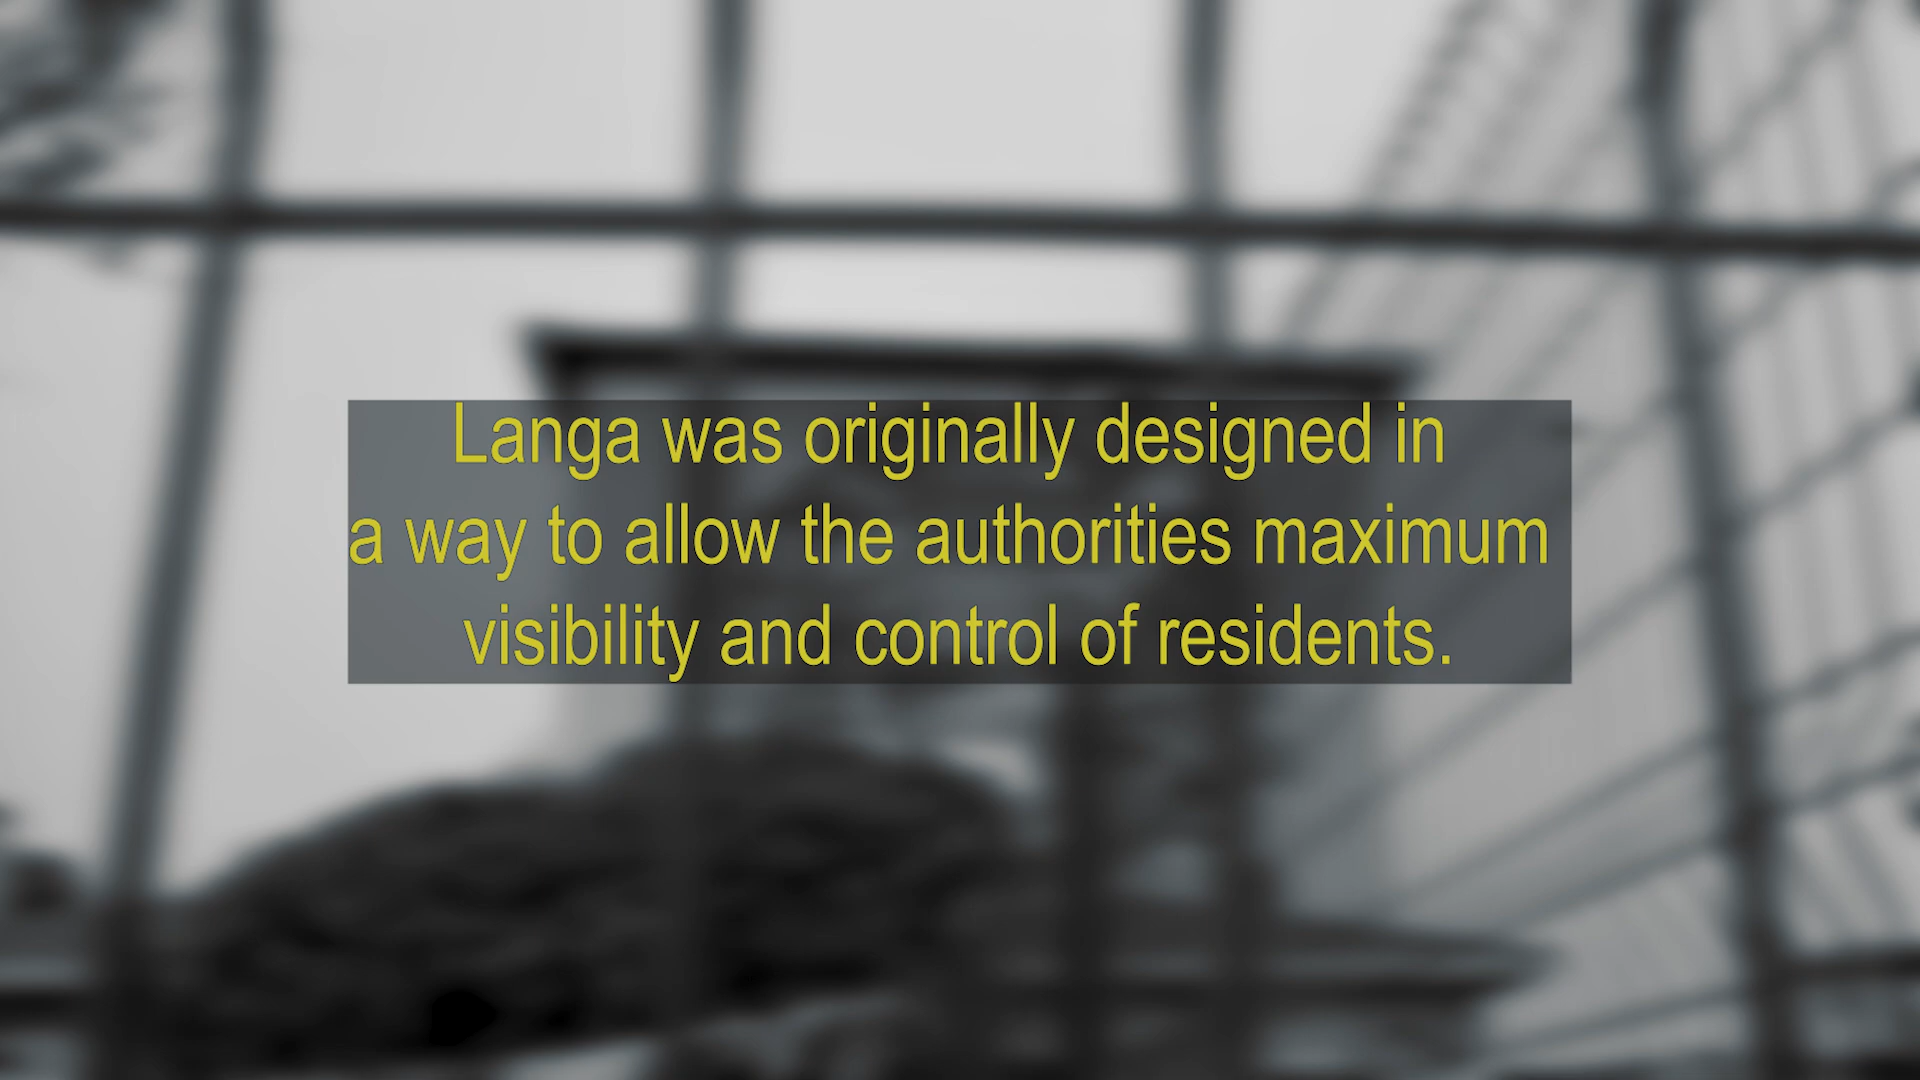 Langa was originally designed in
a way to allow the authorities maximum
visibility and control of residents.